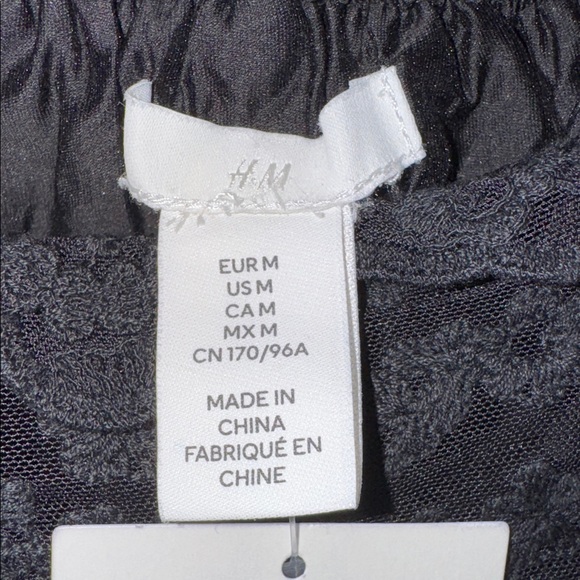 H&M
EUR M
US M
CA M
MX M
CN 170/96A
MADE IN
CHINA
FABRIQUÉ EN
CHINE